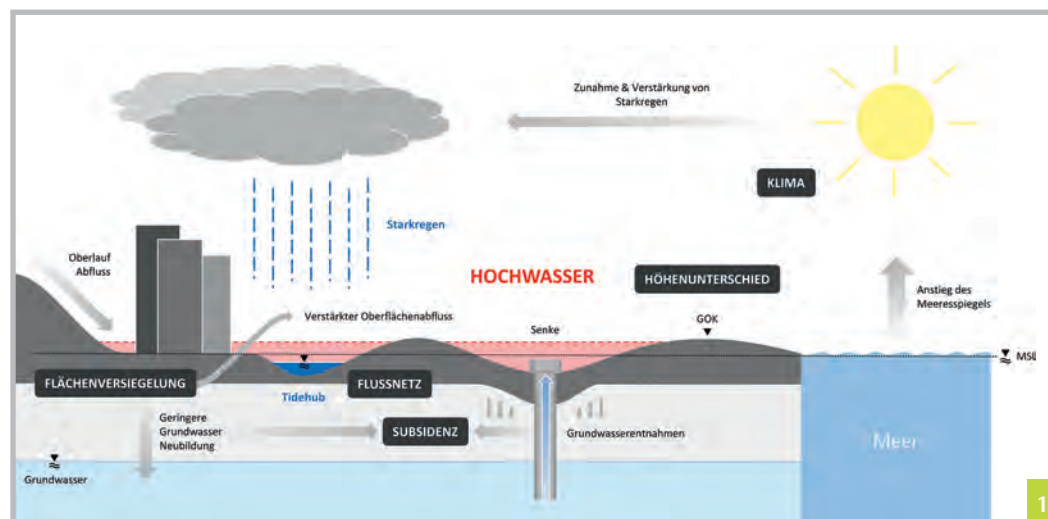 Zunahme & Verstärkung von
Starkregen
KLIMA
Starkregen
Oberlauf
Abfluss
HOCHWASSER
HÖHENUNTERSCHIED
Anstieg des
Meeresspiegels
Verstärkter Oberflächenabfluss
Senke
GOK
MSL
FLÄCHENVERSIEGELUNG
FLUSSNETZ
Tidehub
Geringere
Grundwasser
Neubildung
SUBSIDENZ
Grundwasserentnahmen
Meer
Grundwasser
1